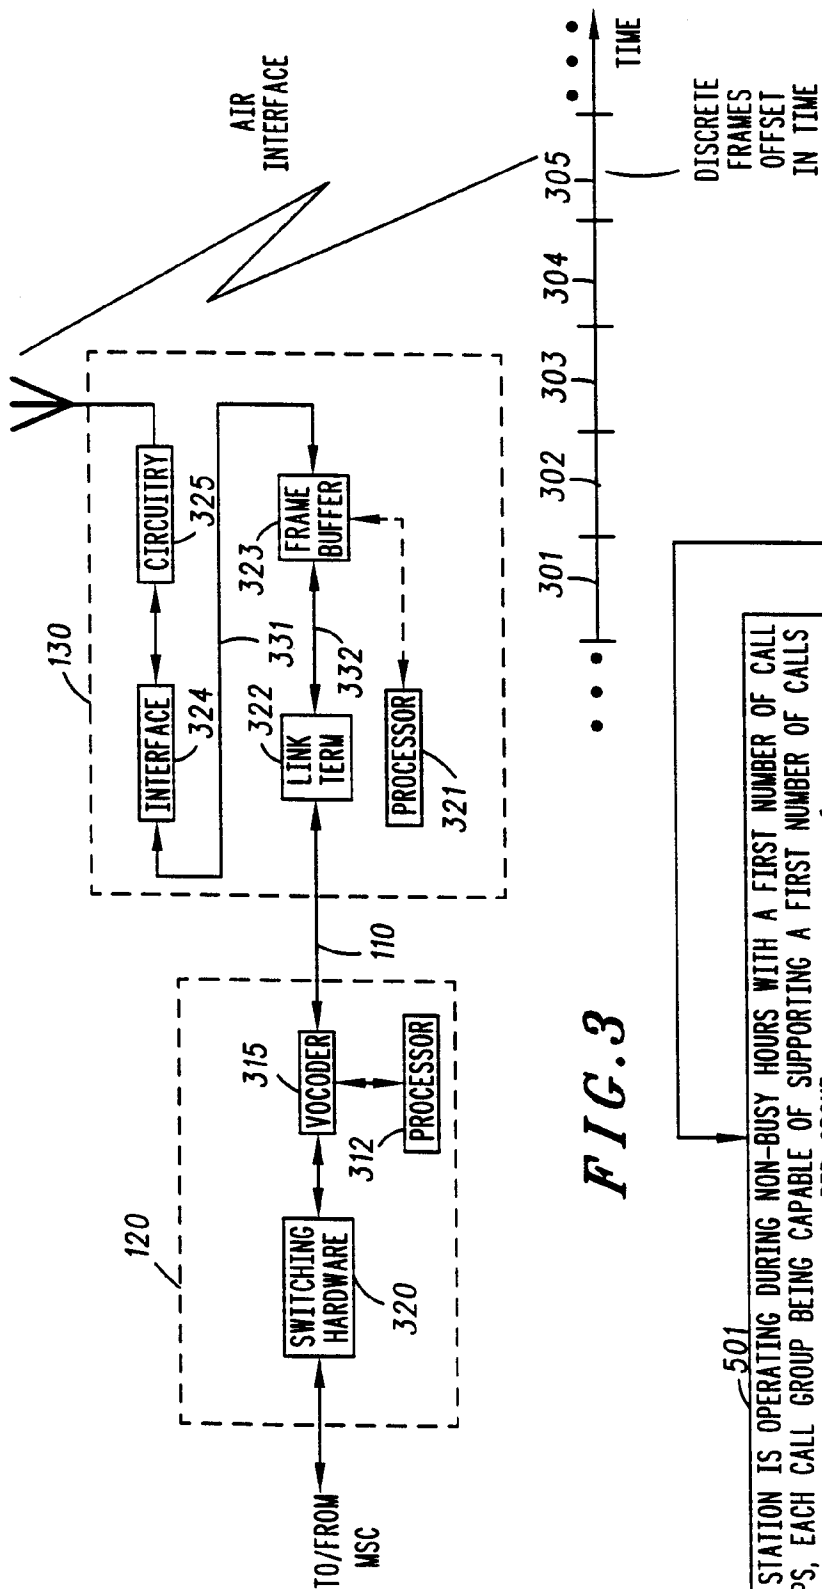 120
130
AIR
INTERFACE
TO/FROM
MSC
SWITCHING
HARDWARE
320
315
VOCODER
312
PROCESSOR
110
INTERFACE
324
CIRCUITRY
325
331
322
LINK
TERM
332
323
FRAME
BUFFER
PROCESSOR
321
301
302
303
304
305
TIME
DISCRETE
FRAMES
OFFSET
IN TIME
FIG.3
501
STATION IS OPERATING DURING NON-BUSY HOURS WITH A FIRST NUMBER OF CALL
PS, EACH CALL GROUP BEING CAPABLE OF SUPPORTING A FIRST NUMBER OF CALLS